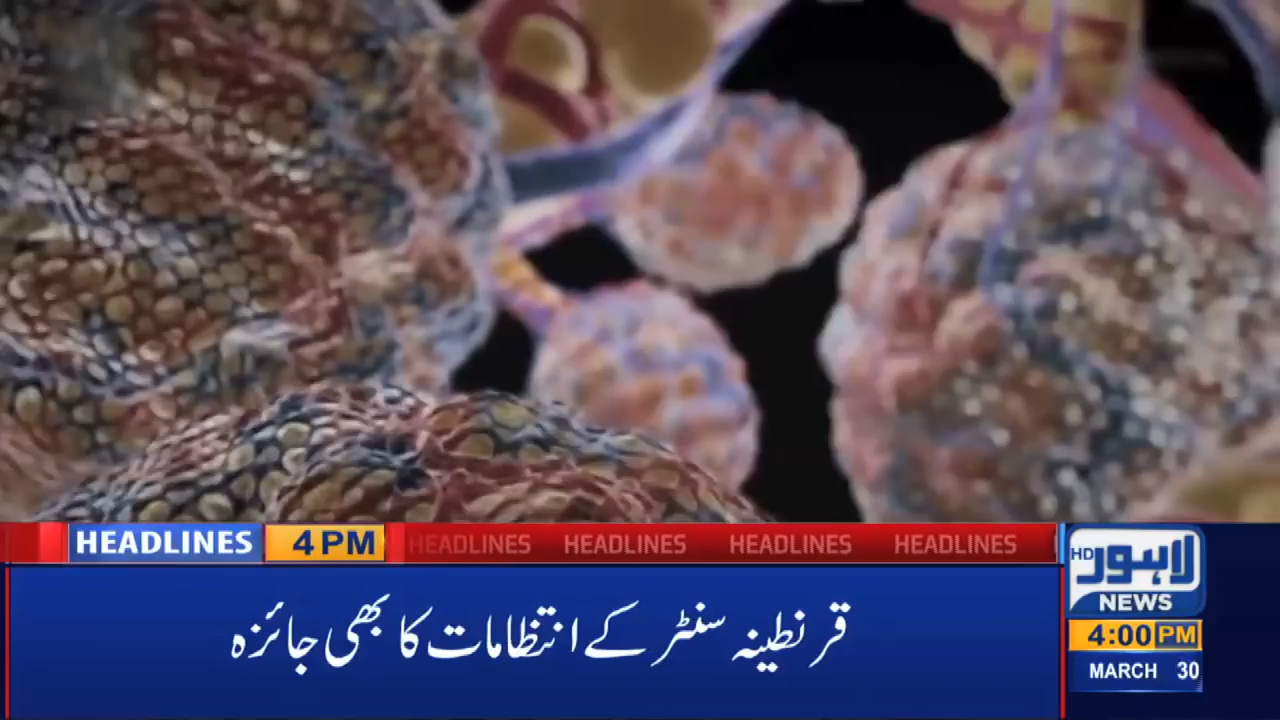 HEADLINES 4 PM HEADLINES HEADLINES HEADLINES HEADLINES
قرنطینہ سنٹر کے انتظامات کا بھی جائزہ
HD لاہور
NEWS
4:00 PM
MARCH 30